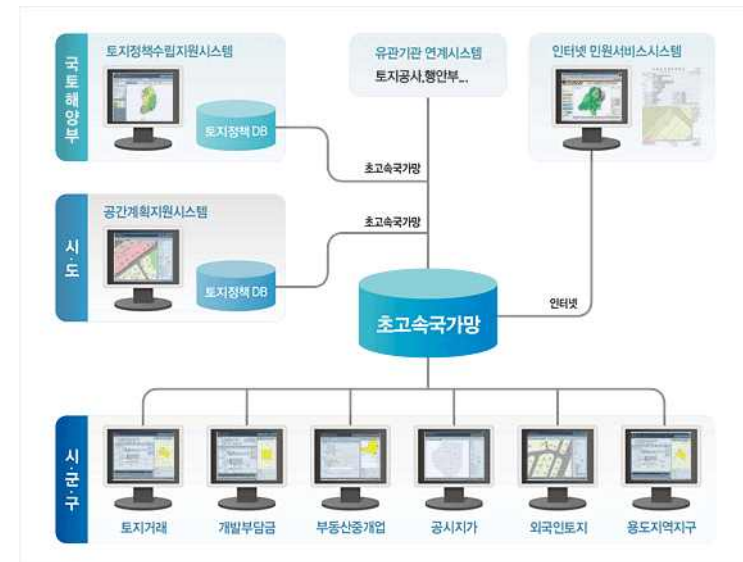 국토해양부
토지정책수립지원시스템
토지정책 DB
유관기관 연계시스템
토지공사,행안부...
인터넷 민원서비스시스템
초고속국가망
시·도
공간계획지원시스템
토지정책 DB
초고속국가망
초고속국가망
인터넷
시·군·구
토지거래
개발부담금
부동산중개업
공시지가
외국인토지
용도지역지구